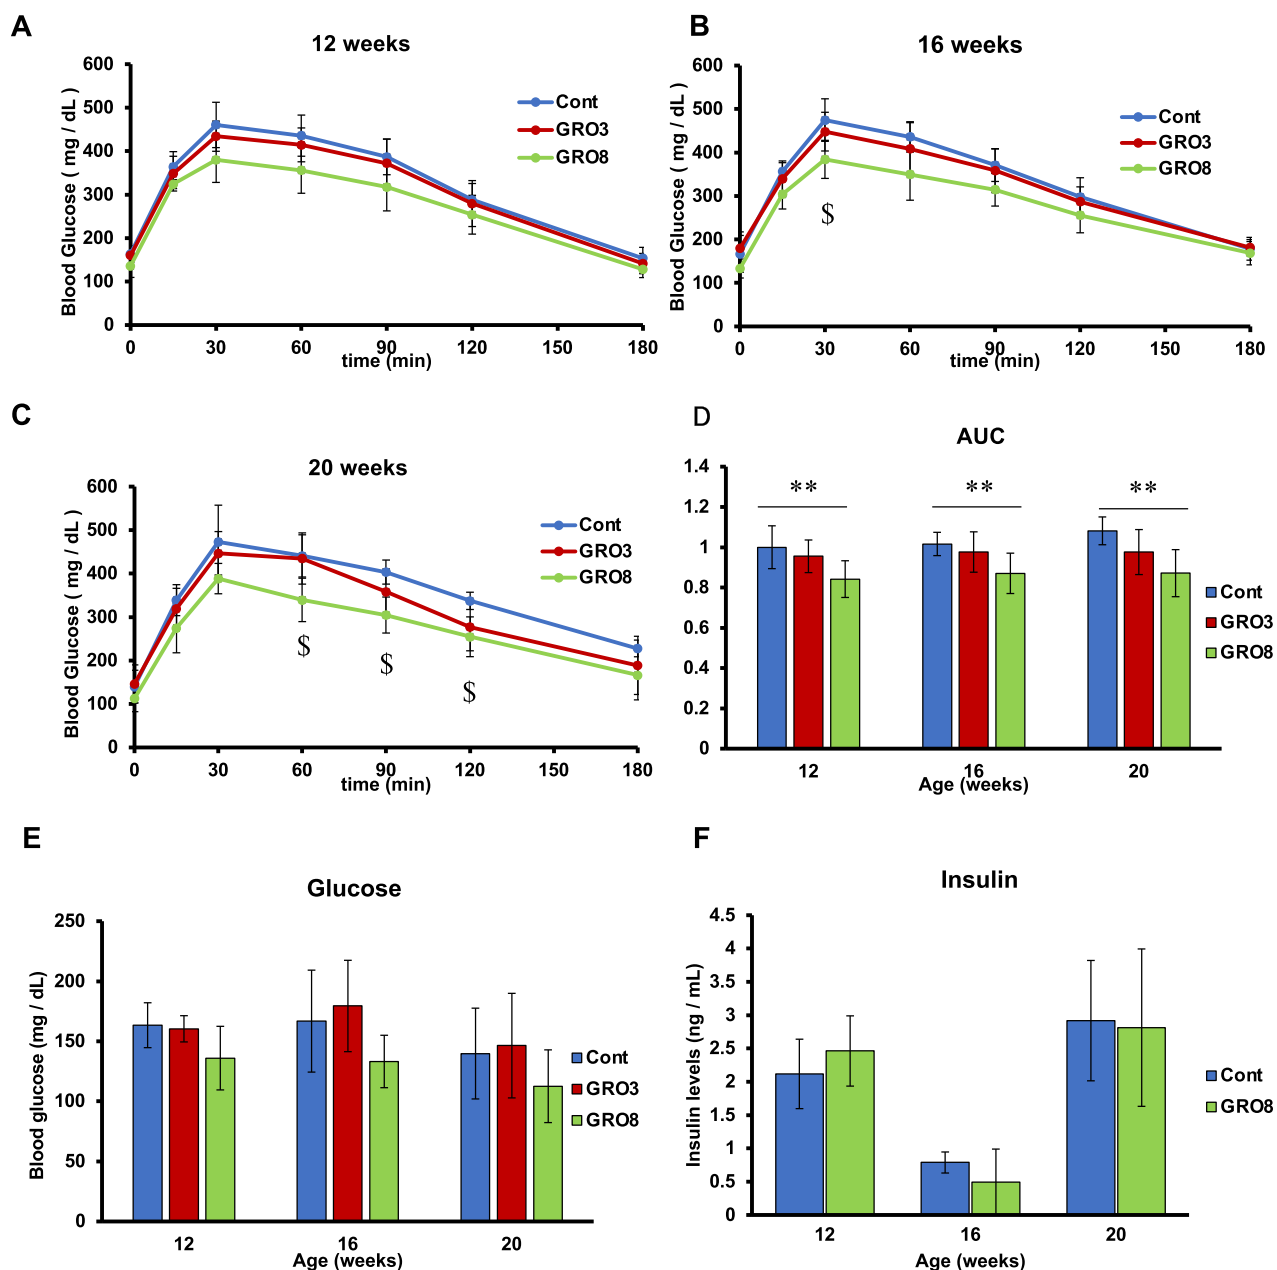 A
12 weeks
600
500
400
300
200
100
0
Blood Glucose ( mg / dL )
0 30 60 90 120 150 180
time (min)
Cont
GRO3
GRO8
B
16 weeks
600
500
400
300
200
100
0
Blood Glucose ( mg / dL )
0 30 60 90 120 150 180
time (min)
Cont
GRO3
GRO8
$
C
20 weeks
600
500
400
300
200
100
0
Blood Glucose ( mg / dL )
0 30 60 90 120 150 180
time (min)
Cont
GRO3
GRO8
$
$
$
D
AUC
1.4
1.2
1
0.8
0.6
0.4
0.2
0
** ** **
12 16 20
Age (weeks)
Cont
GRO3
GRO8
E
Glucose
250
200
150
100
50
0
Blood glucose (mg / dL)
12 16 20
Age (weeks)
Cont
GRO3
GRO8
F
Insulin
4.5
4
3.5
3
2.5
2
1.5
1
0.5
0
Insulin levels (ng / mL)
12 16 20
Age (weeks)
Cont
GRO8